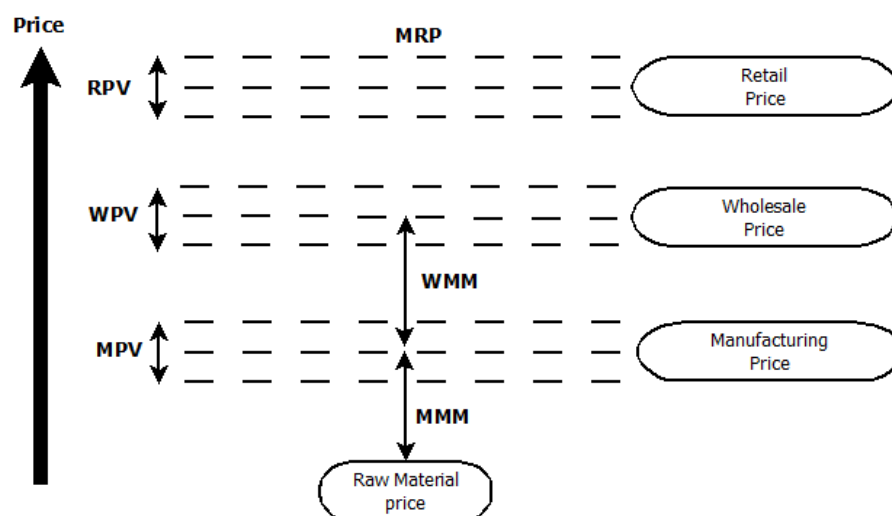 Price
MRP
RPV
Retail
Price
WPV
Wholesale
Price
WMM
MPV
Manufacturing
Price
MMM
Raw Material
price